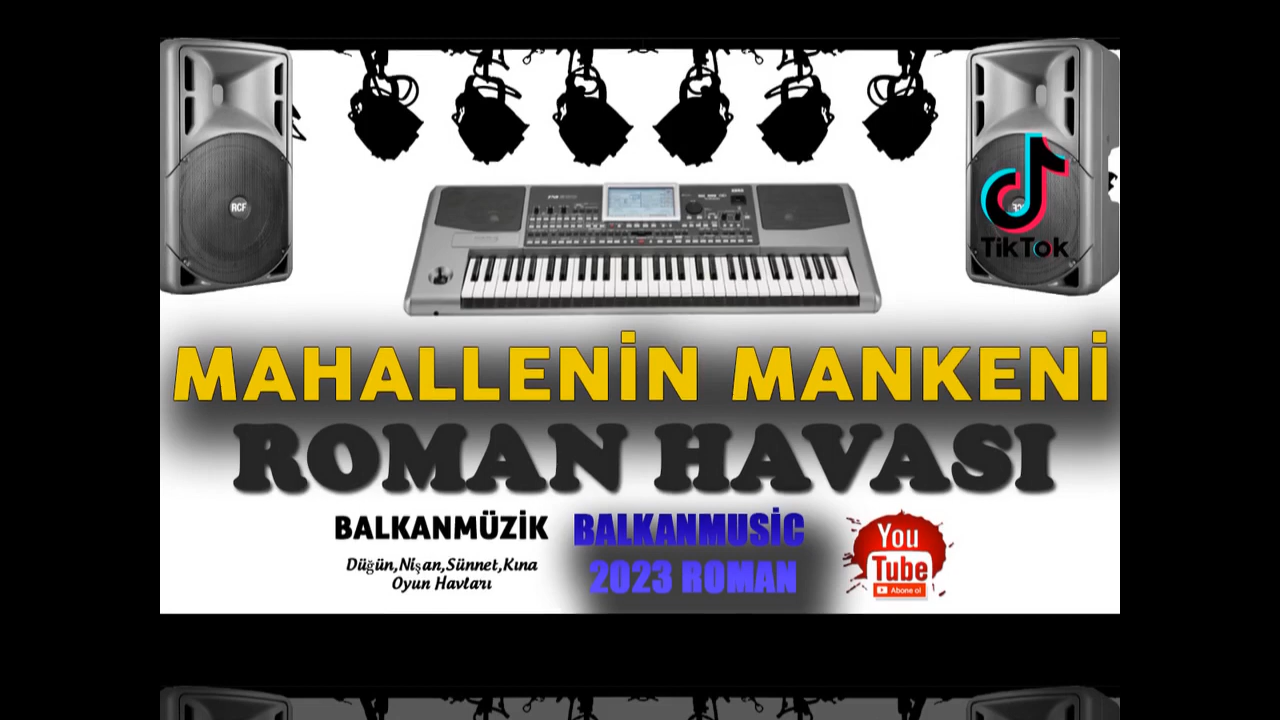 RCF
TikTok
MAHALLENİN MANKENİ
ROMAN HAVASI
BALKANMÜZİK
Düğün,Nişan,Sünnet,Kına
Oyun Havları
BALKANMUSİC
2023 ROMAN
You
Tube
Abone ol